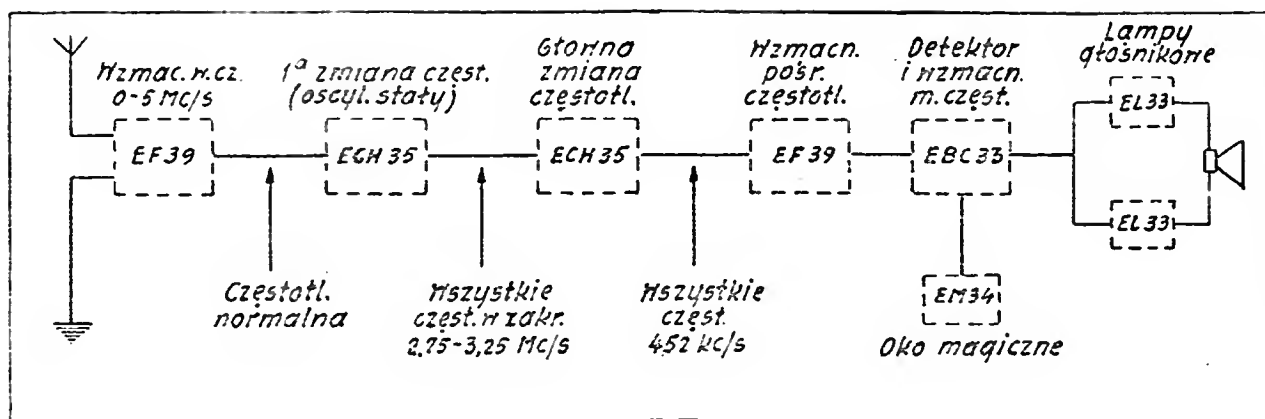 Wzmac. w.cz.
0-5 Mc/s
EF39
1ª zmiana częst.
(oscyl. stały)
ECH35
Główna
zmiana
częstotl.
ECH35
Wzmacn.
pośr.
częstotl.
EF39
Detektor
i wzmacn.
m. częst.
EBC33
Lampy
głośnikowe
EL33
EL33
Częstotl.
normalna
Wszystkie
częst. w zakr.
2,75-3,25 Mc/s
Wszystkie
częst.
452 kc/s
EM34
Oko magiczne